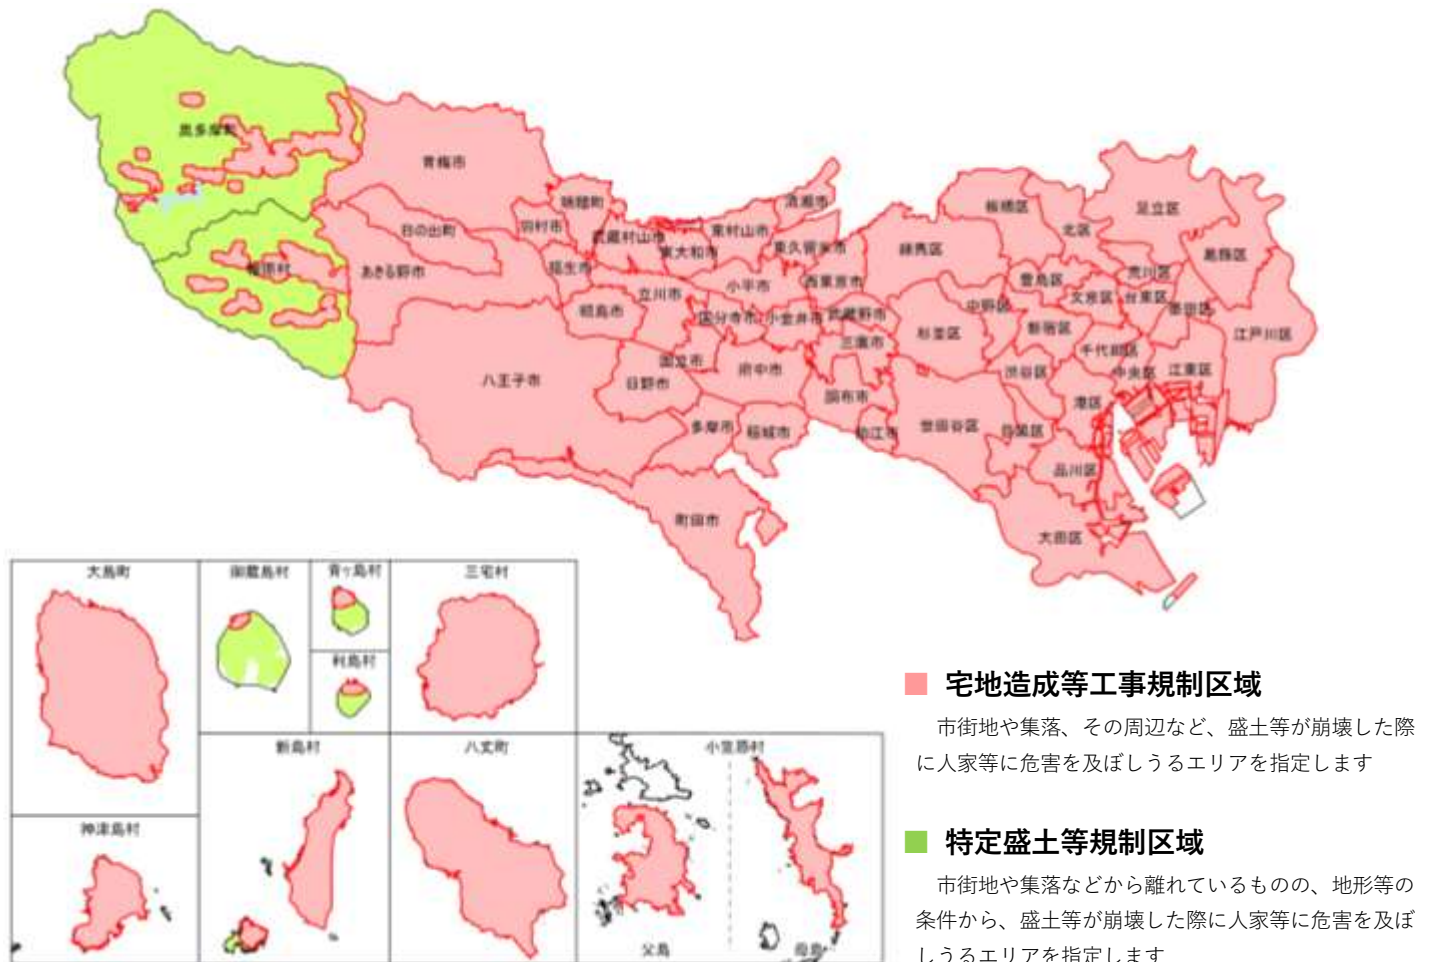 奥多摩町
青梅市
瑞穂町
清瀬市
板橋区
足立区
日の出町
羽村市
武蔵村山市
東村山市
北区
東大和市
東久留米市
練馬区
葛飾区
檜原村
あきる野市
福生市
小平市
西東京市
豊島区
荒川区
立川市
中野区
文京区
台東区
墨田区
昭島市
国分寺市
小金井市
武蔵野市
杉並区
新宿区
江戸川区
三鷹市
千代田区
国立市
府中市
渋谷区
中央区
江東区
八王子市
日野市
調布市
港区
多摩市
稲城市
狛江市
世田谷区
目黒区
品川区
町田市
大田区
大島町
御蔵島村
青ヶ島村
三宅村
利島村
新島村
八丈町
小笠原村
神津島村
父島
母島
宅地造成等工事規制区域
市街地や集落、その周辺など、盛土等が崩壊した際
に人家等に危害を及ぼしうるエリアを指定します
特定盛土等規制区域
市街地や集落などから離れているものの、地形等の
条件から、盛土等が崩壊した際に人家等に危害を及ぼ
しうるエリアを指定します